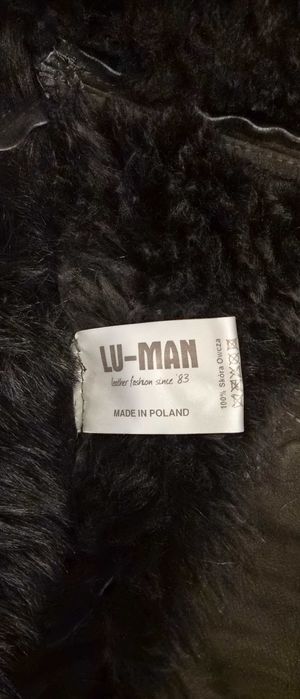 LU-MAN
leather fashion since '83
MADE IN POLAND
100% Skóra Owcza